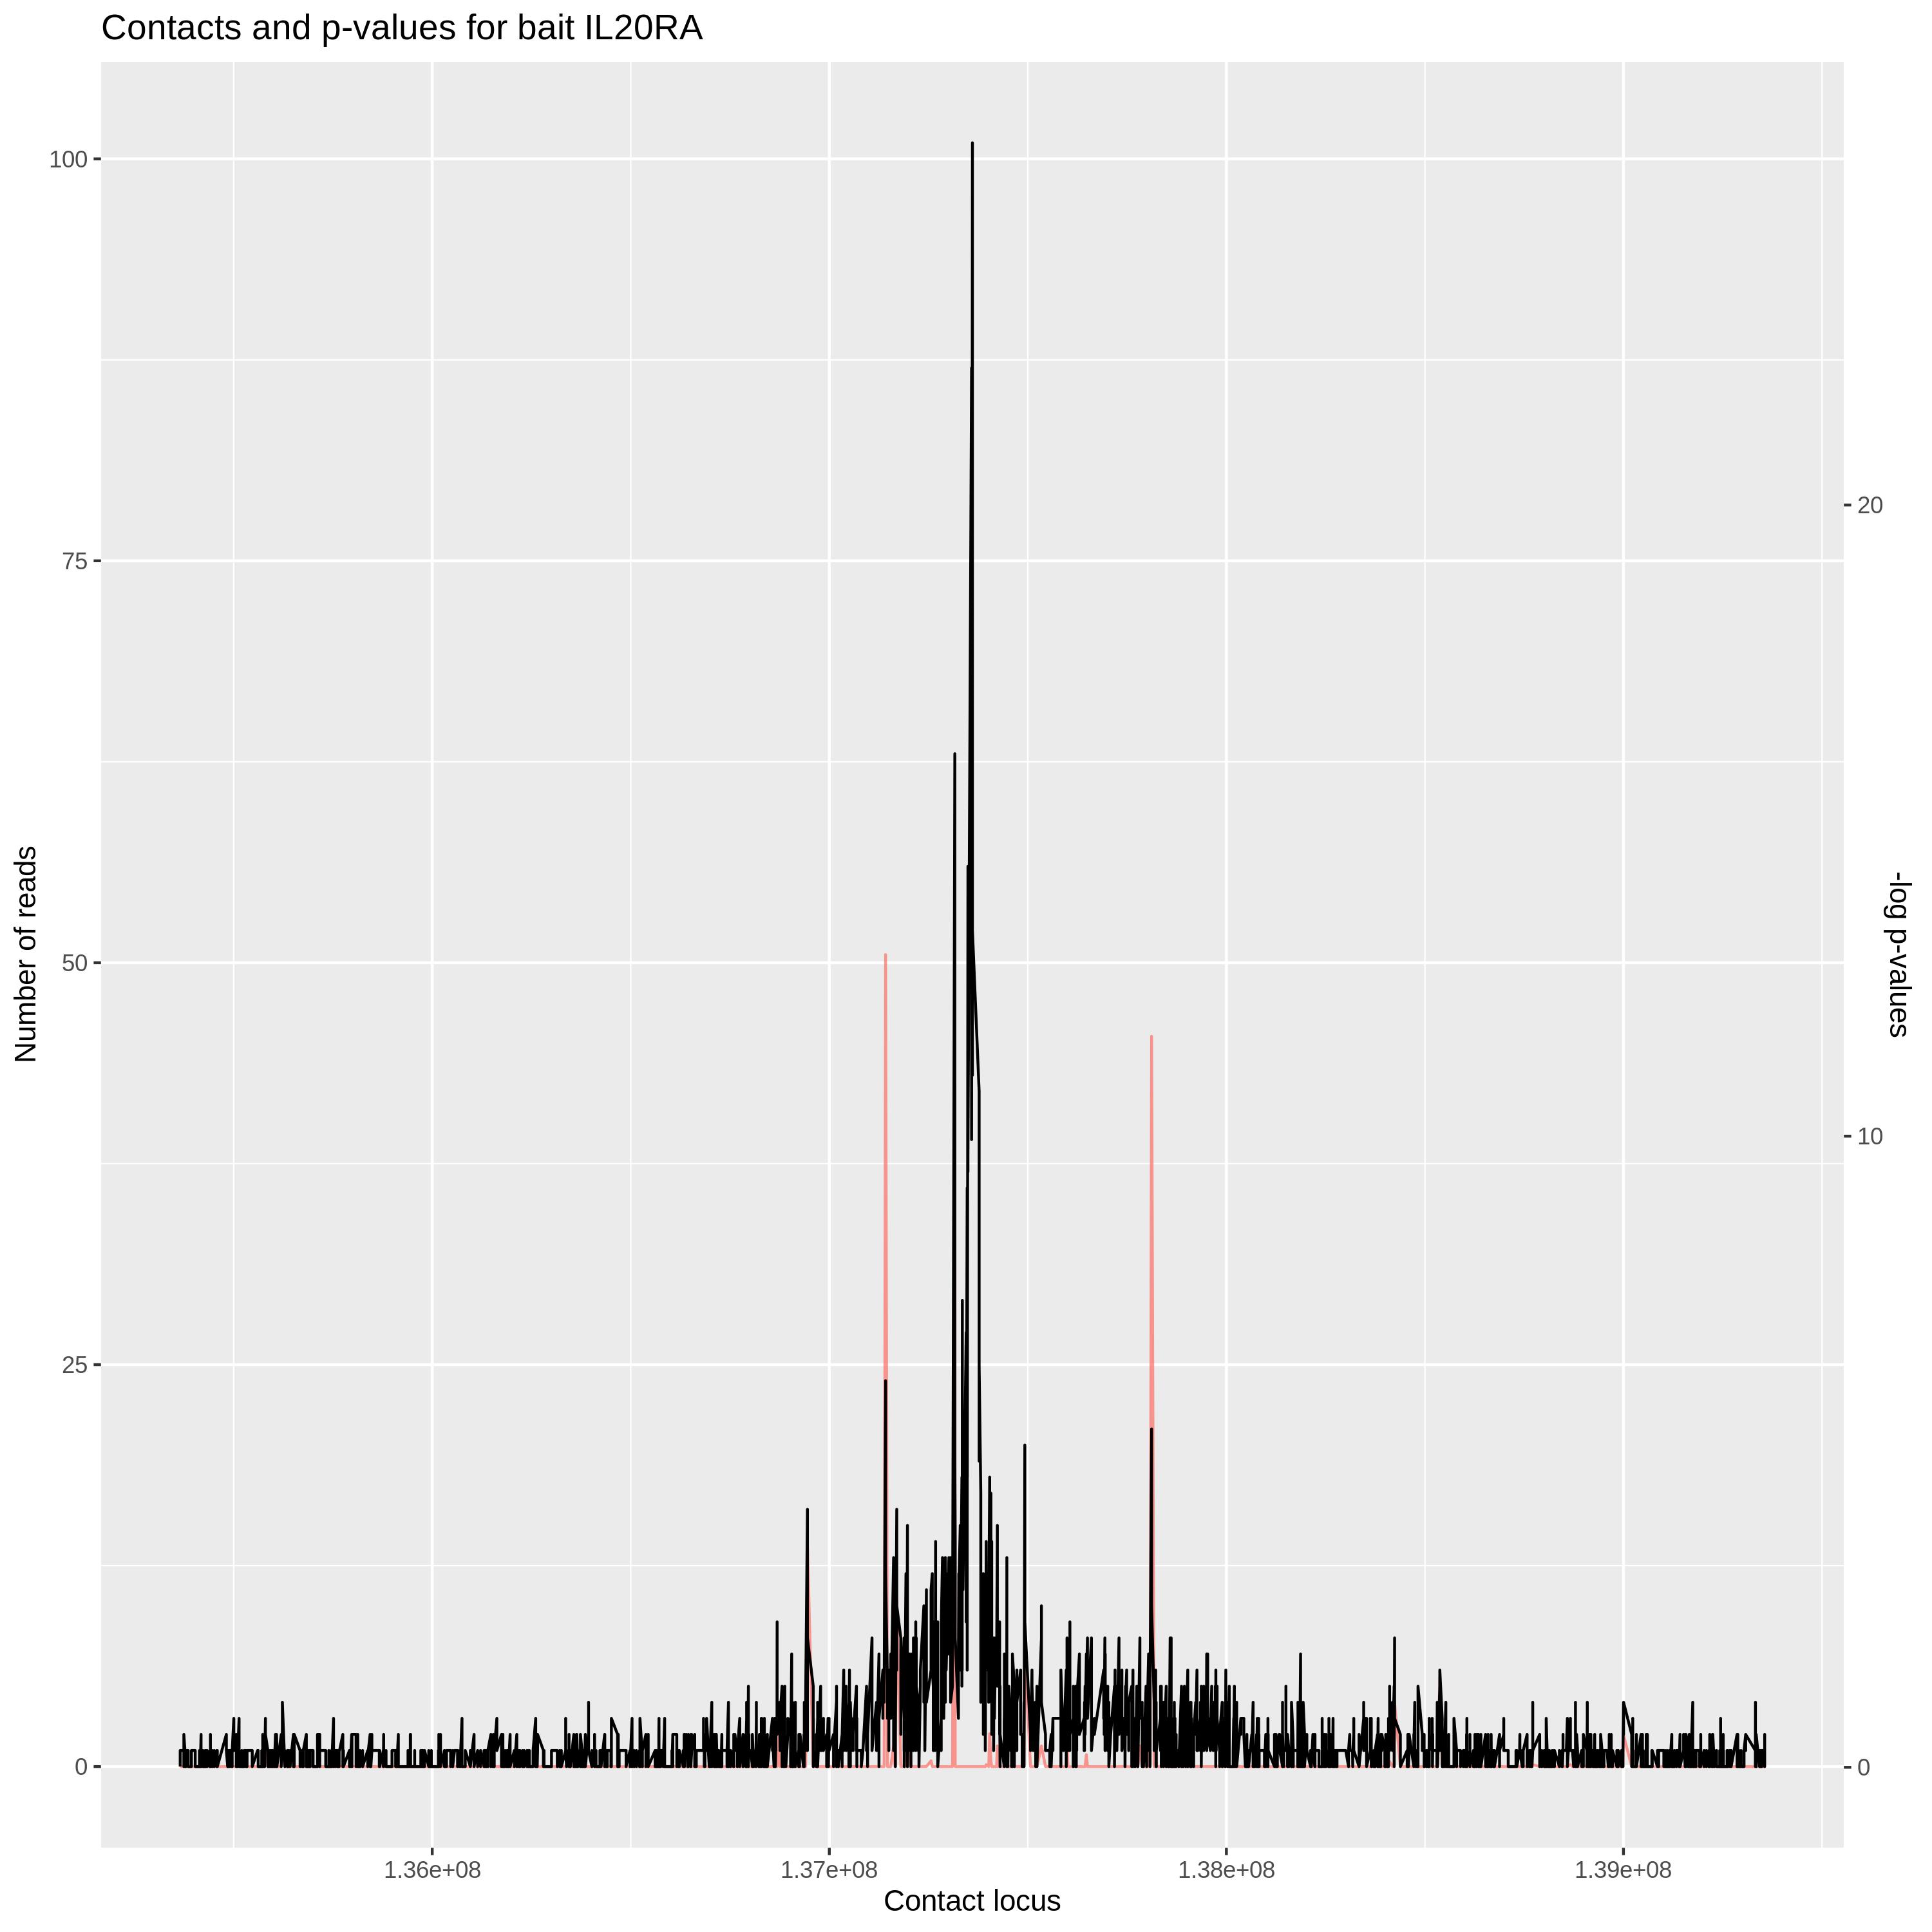 Contacts and p-values for bait IL20RA
100
75
50
25
0
Number of reads
20
10
0
-log p-values
1.36e+08
1.37e+08
1.38e+08
1.39e+08
Contact locus